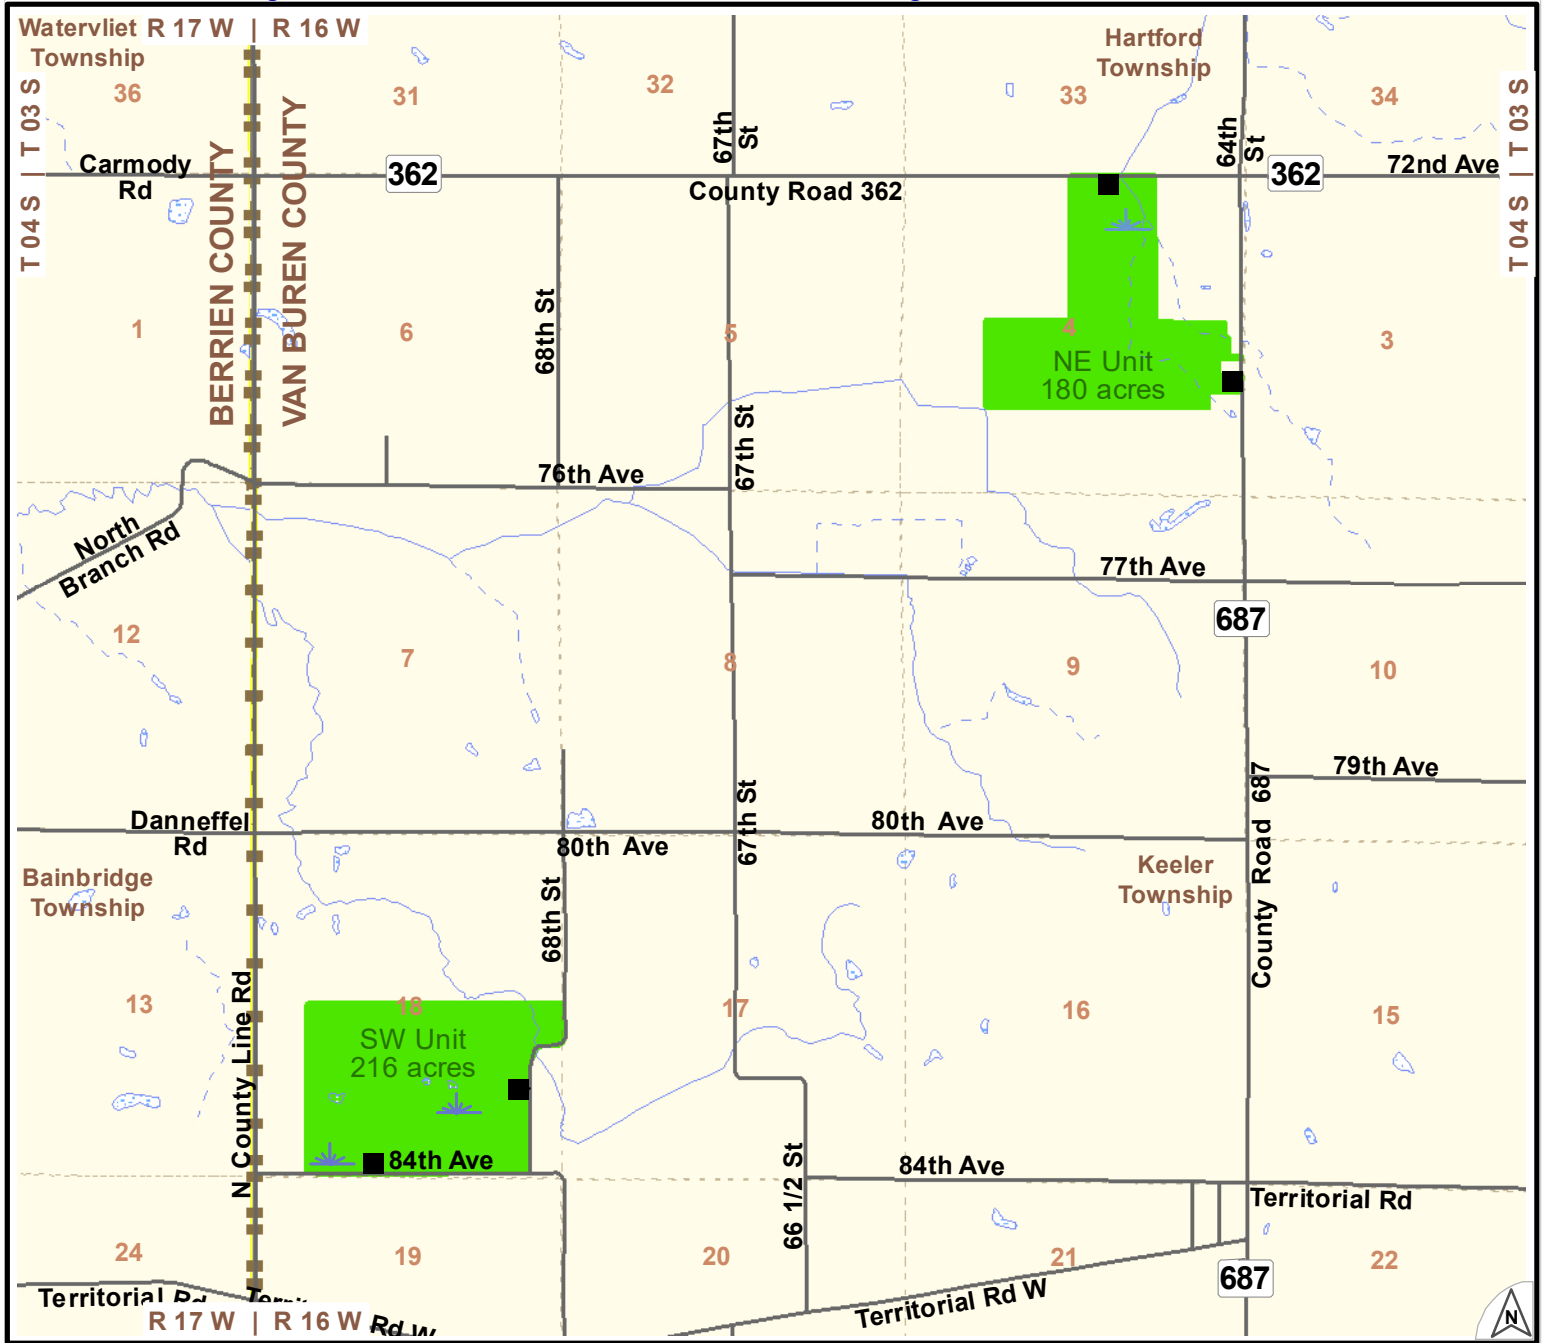 Watervliet
Township
R 17 W | R 16 W
Hartford
Township
36
31
32
33
34
T 04 S | T 03 S
T 04 S | T 03 S
67th
St
64th
St
Carmody
Rd
362
County Road 362
362
72nd Ave
BERRIEN COUNTY
VAN BUREN COUNTY
1
6
68th St
5
4
3
NE Unit
180 acres
67th St
76th Ave
North
Branch Rd
77th Ave
687
12
7
8
9
10
79th Ave
County Road 687
67th St
Danneffel
Rd
80th Ave
80th Ave
Bainbridge
Township
Keeler
Township
68th St
N County Line Rd
13
18
17
16
15
SW Unit
216 acres
84th Ave
84th Ave
66 1/2 St
Territorial Rd
24
19
20
21
22
687
Territorial Rd
Territorial Rd W
Territorial Rd W
R 17 W | R 16 W
N